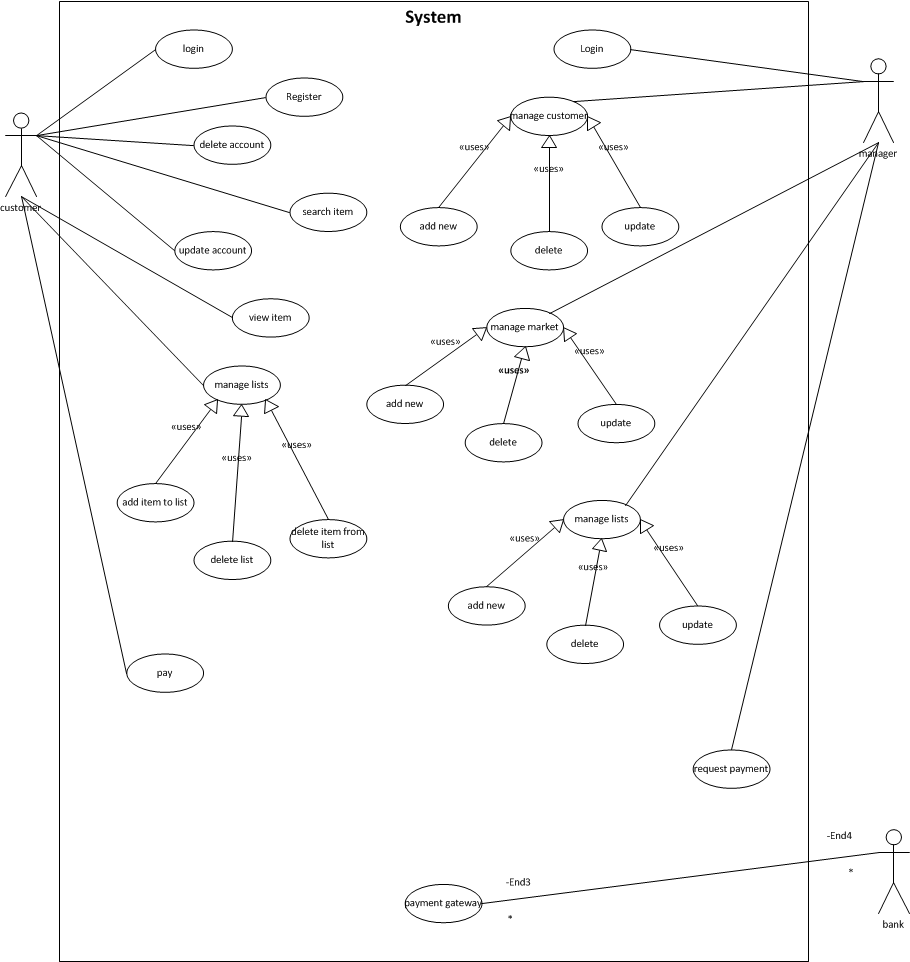 System
login
Login
Register
manage customer
delete account
«uses»
«uses»
«uses»
manager
customer
search item
add new
update
update account
delete
view item
manage market
«uses»
«uses»
«uses»
manage lists
add new
update
«uses»
delete
«uses»
«uses»
add item to list
manage lists
delete item from
list
«uses»
«uses»
«uses»
delete list
add new
update
delete
pay
request payment
-End4
*
-End3
*
payment gateway
bank